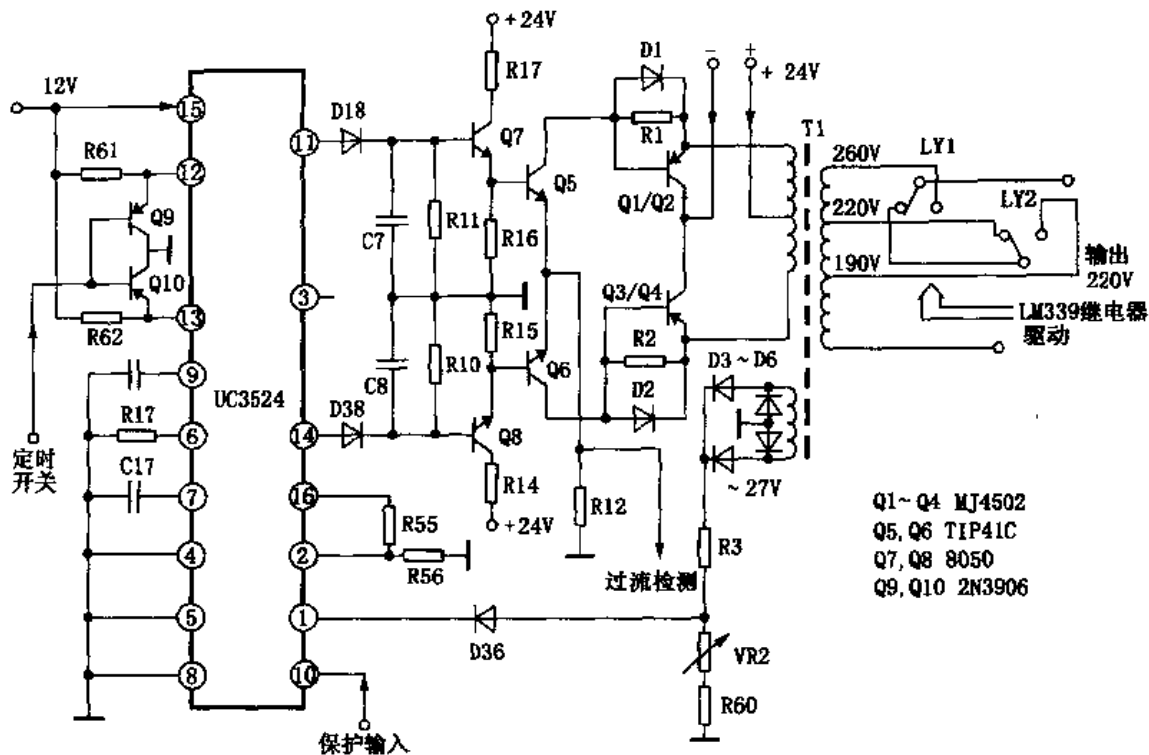 +24V
R17
D1
−
+
+ 24V
12V
⑮
D18
⑪
Q7
R1
T1
260V
LY1
R61
⑫
Q5
Q1/Q2
LY2
Q9
C7
R11
R16
220V
Q10
③
Q3/Q4
190V
输出
220V
R62
⑬
R15
R2
LM339继电器
驱动
C8
R10
Q6
D3 ~ D6
⑨
UC3524
D2
R17
⑥
D38
⑭
Q8
定时
开关
C17
⑦
R14
~ 27V
⑯
R12
R55
+24V
R3
④
②
R56
过流检测
Q1~ Q4 MJ4502
Q5, Q6 TIP41C
Q7, Q8 8050
Q9, Q10 2N3906
⑤
①
D36
VR2
⑧
⑩
R60
保护输入